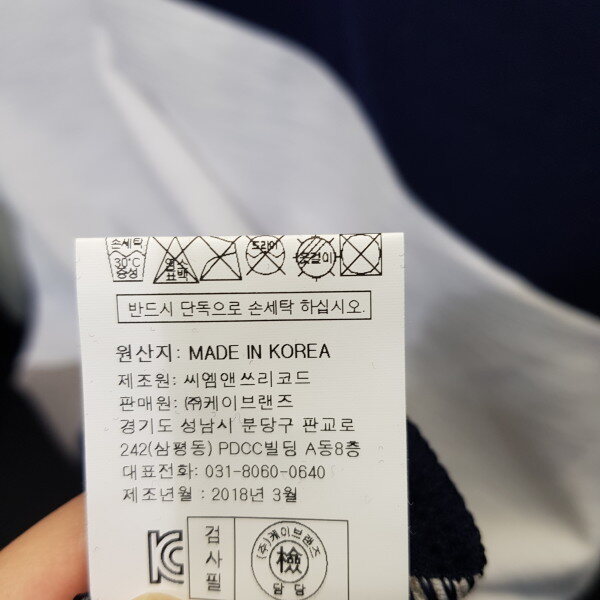 손세탁
30°C
중성
염소
표백
드라이
옷걸이
반드시 단독으로 손세탁 하십시오.
원산지: MADE IN KOREA
제조원: 씨엠앤쓰리코드
판매원: ㈜케이브랜즈
경기도 성남시 분당구 판교로
242(삼평동) PDCC빌딩 A동8층
대표전화: 031-8060-0640
제조년월 : 2018년 3월
KC
검
사
필
(주)케이브랜즈
檢
담당